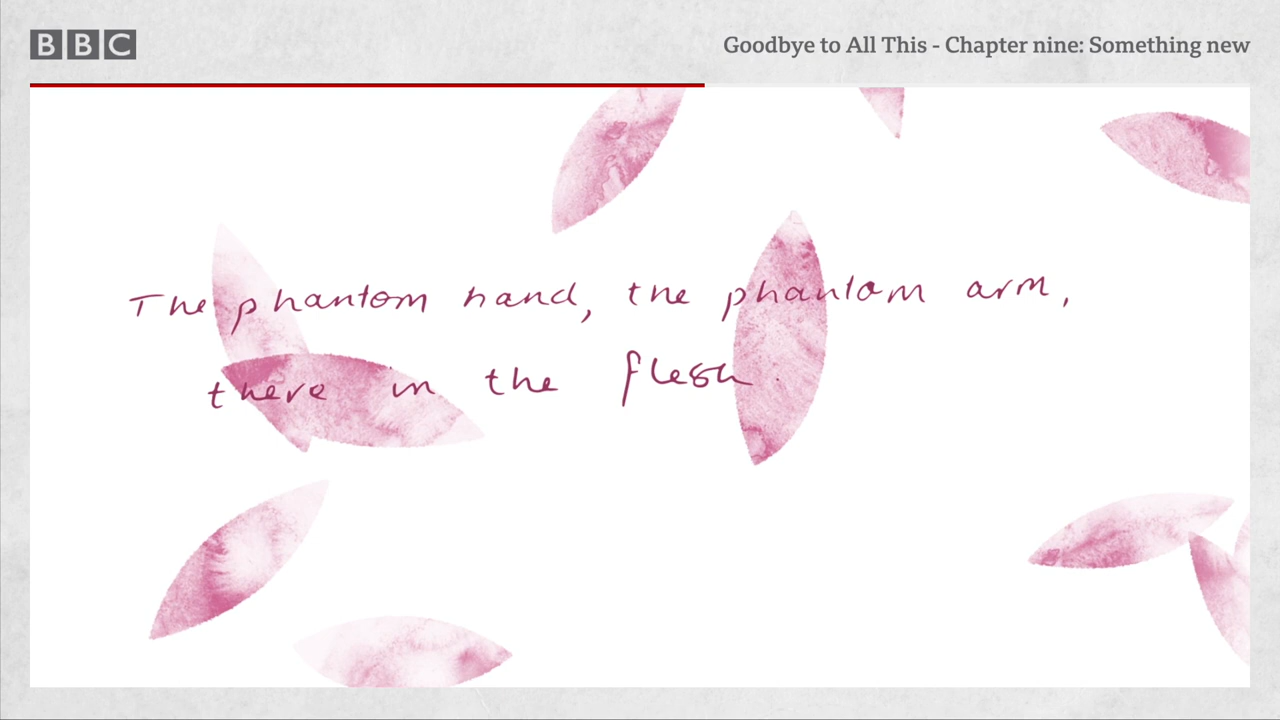 BBC
Goodbye to All This - Chapter nine: Something new
The phantom hand, the phantom arm,
there in the flesh.